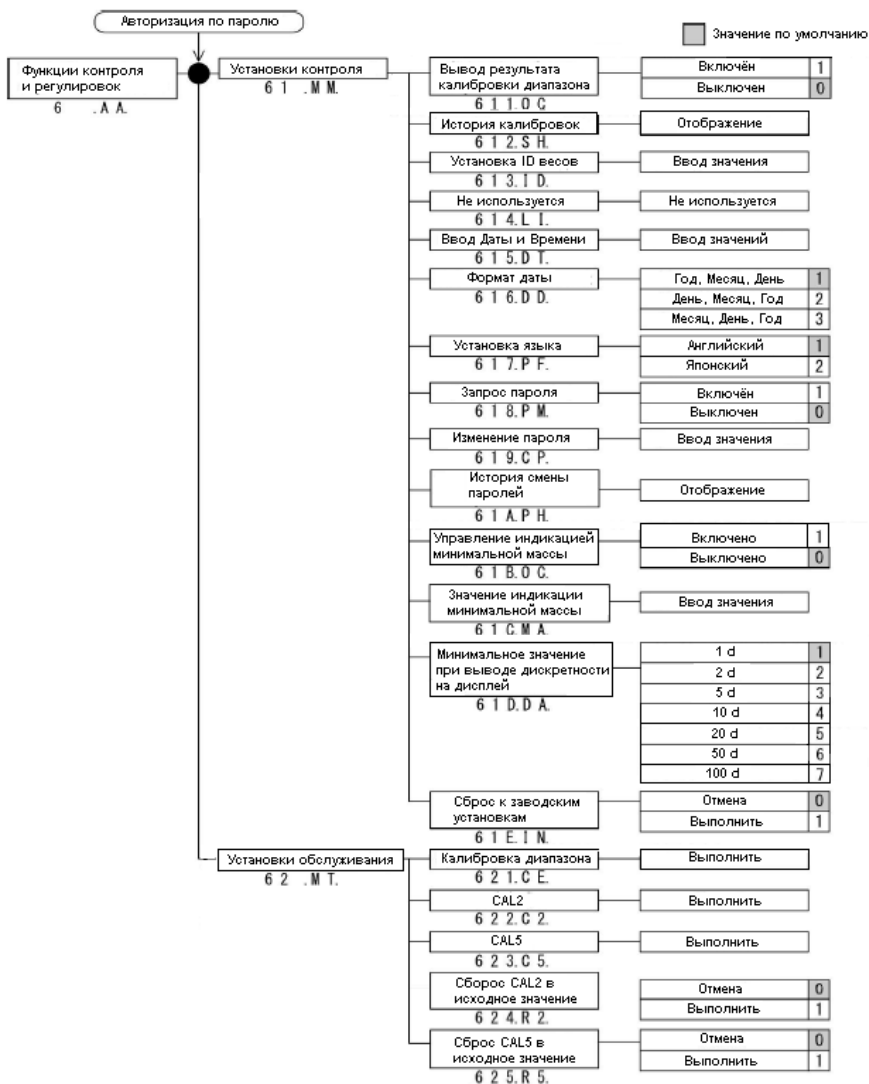 Авторизация по паролю
Значение по умолчанию
Функции контроля
и регулировок
6 .A A.
Установки контроля
6 1 .M M.
Вывод результата
калибровки диапазона
6 1 1.O C
Включён 1
Выключен 0
История калибровок
6 1 2.S H.
Отображение
Установка ID весов
6 1 3.I D.
Ввод значения
Не используется
6 1 4.L I.
Не используется
Ввод Даты и Времени
6 1 5.D T.
Ввод значений
Формат даты
6 1 6.D D.
Год, Месяц, День 1
День, Месяц, Год 2
Месяц, День, Год 3
Установка языка
6 1 7.P F.
Английский 1
Японский 2
Запрос пароля
6 1 8.P M.
Включён 1
Выключен 0
Изменение пароля
6 1 9.C P.
Ввод значения
История смены
паролей
6 1 A.P H.
Отображение
Управление индикацией
минимальной массы
6 1 B.O C.
Включено 1
Выключено 0
Значение индикации
минимальной массы
6 1 C.M A.
Ввод значения
Минимальное значение
при выводе дискретности
на дисплей
6 1 D.D A.
1 d 1
2 d 2
5 d 3
10 d 4
20 d 5
50 d 6
100 d 7
Сброс к заводским
установкам
6 1 E.I N.
Отмена 0
Выполнить 1
Установки обслуживания
6 2 .M T.
Калибровка диапазона
6 2 1.C E.
Выполнить
CAL2
6 2 2.C 2.
Выполнить
CAL5
6 2 3.C 5.
Выполнить
Сборос CAL2 в
исходное значение
6 2 4.R 2.
Отмена 0
Выполнить 1
Сброс CAL5 в
исходное значение
6 2 5.R 5.
Отмена 0
Выполнить 1